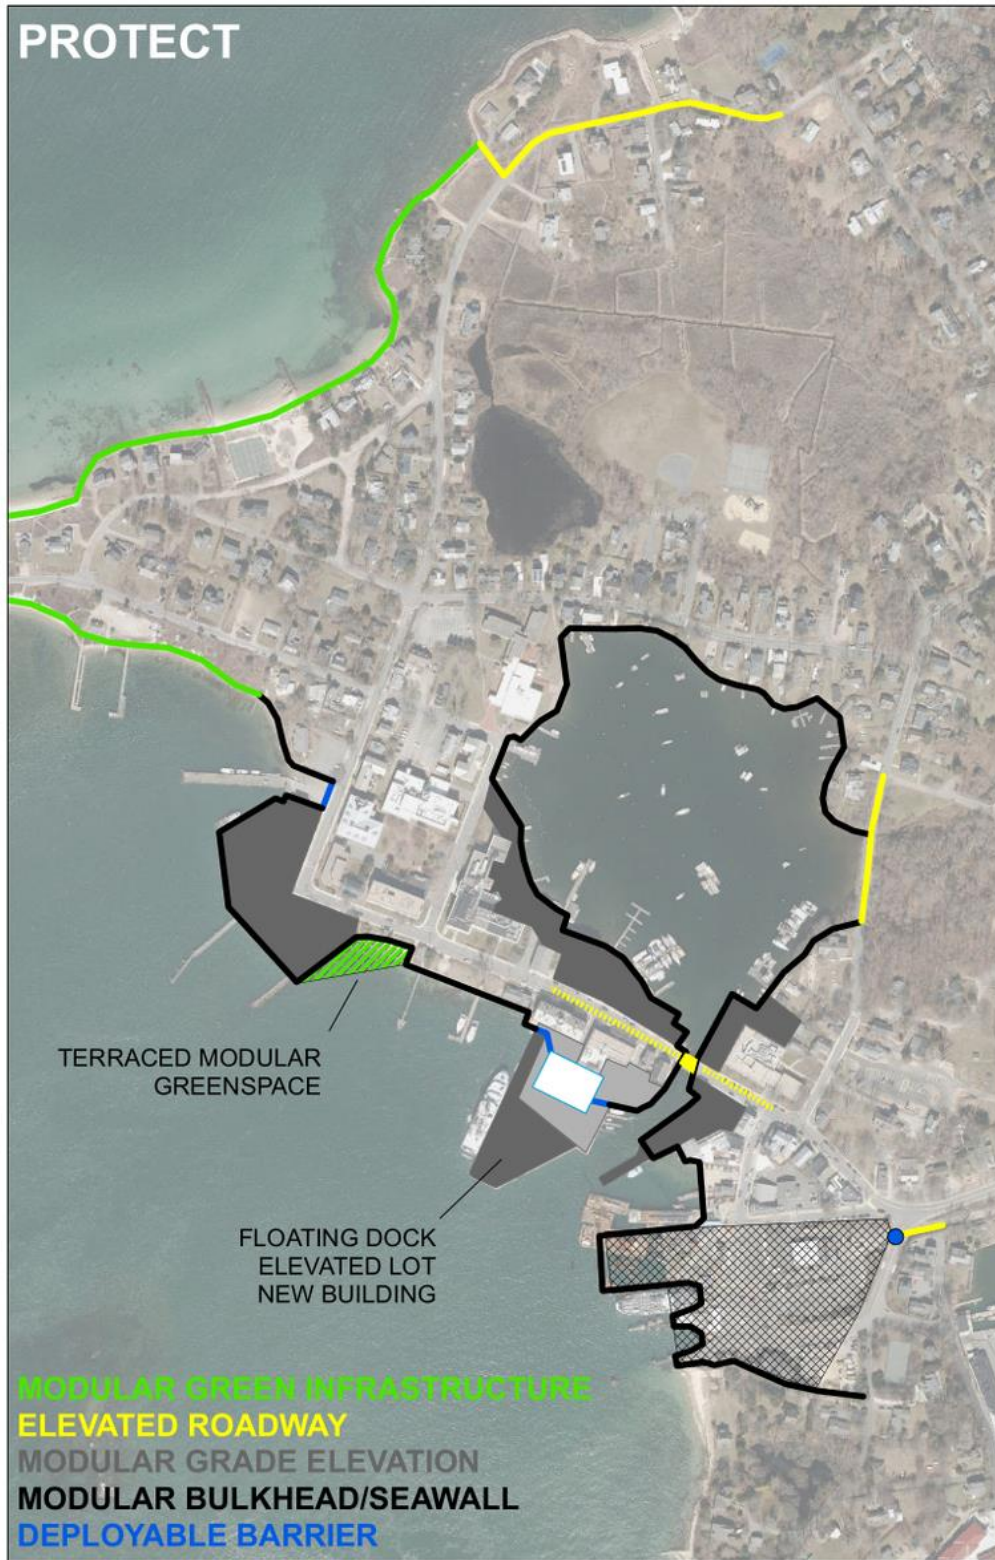 PROTECT
TERRACED MODULAR
GREENSPACE
FLOATING DOCK
ELEVATED LOT
NEW BUILDING
MODULAR GREEN INFRASTRUCTURE
ELEVATED ROADWAY
MODULAR GRADE ELEVATION
MODULAR BULKHEAD/SEAWALL
DEPLOYABLE BARRIER